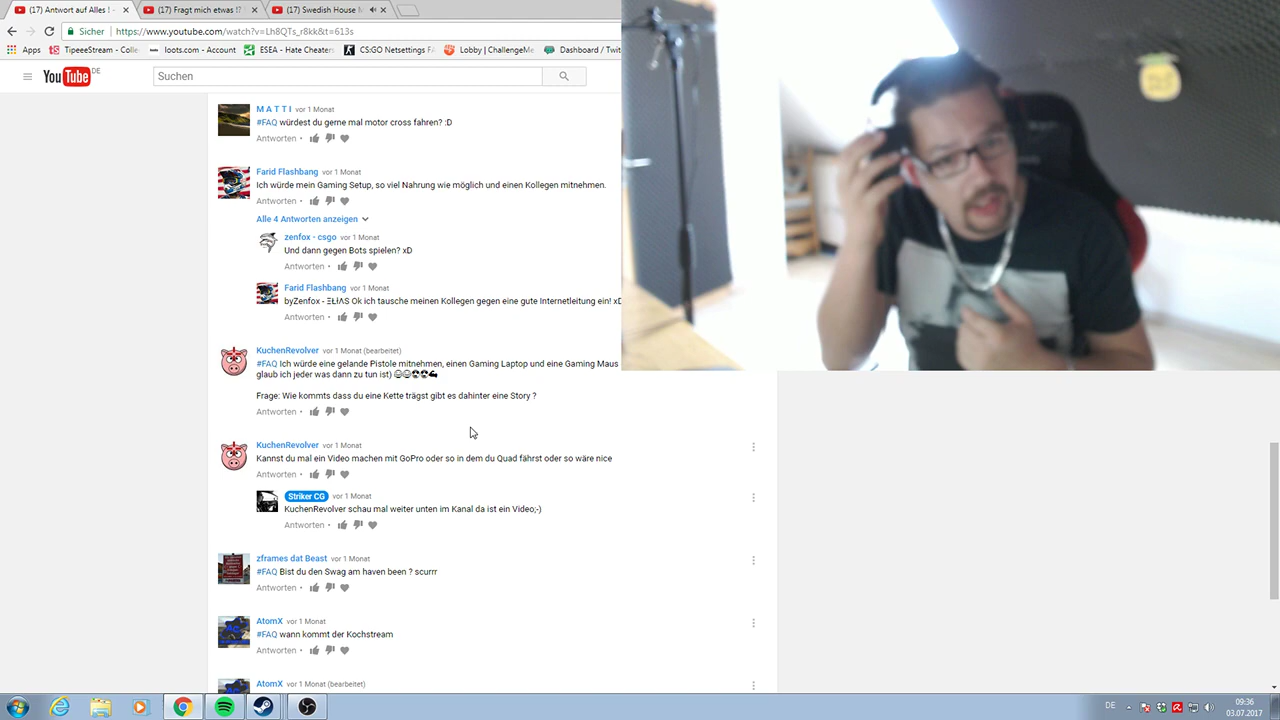 (17) Antwort auf Alles ! -
(17) Fragt mich etwas !?
(17) Swedish House M
Sicher
https://www.youtube.com/watch?v=Lh8QTs_r8kk&t=613s
Apps
TipeeeStream - Colle
loots.com - Account
ESEA - Hate Cheaters
CS:GO Netsettings FA
Lobby | ChallengeMe
Dashboard / Twitch
YouTube DE
Suchen
M A T T I vor 1 Monat
#FAQ würdest du gerne mal motor cross fahren? :D
Antworten •
Farid Flashbang vor 1 Monat
Ich würde mein Gaming Setup, so viel Nahrung wie möglich und einen Kollegen mitnehmen.
Antworten •
Alle 4 Antworten anzeigen
zenfox - csgo vor 1 Monat
Und dann gegen Bots spielen? xD
Antworten •
Farid Flashbang vor 1 Monat
byZenfox - ΞŁłΛS Ok ich tausche meinen Kollegen gegen eine gute Internetleitung ein! xD
Antworten •
KuchenRevolver vor 1 Monat (bearbeitet)
#FAQ Ich würde eine gelande Pistole mitnehmen, einen Gaming Laptop und eine Gaming Maus
glaub ich jeder was dann zu tun ist)
Frage: Wie kommts dass du eine Kette trägst gibt es dahinter eine Story ?
Antworten •
KuchenRevolver vor 1 Monat
Kannst du mal ein Video machen mit GoPro oder so in dem du Quad fährst oder so wäre nice
Antworten •
Striker CG vor 1 Monat
KuchenRevolver schau mal weiter unten im Kanal da ist ein Video;-)
Antworten •
zframes dat Beast vor 1 Monat
#FAQ Bist du den Swag am haven been ? scurrr
Antworten •
AtomX vor 1 Monat
#FAQ wann kommt der Kochstream
Antworten •
AtomX vor 1 Monat (bearbeitet)
DE
09:36
03.07.2017